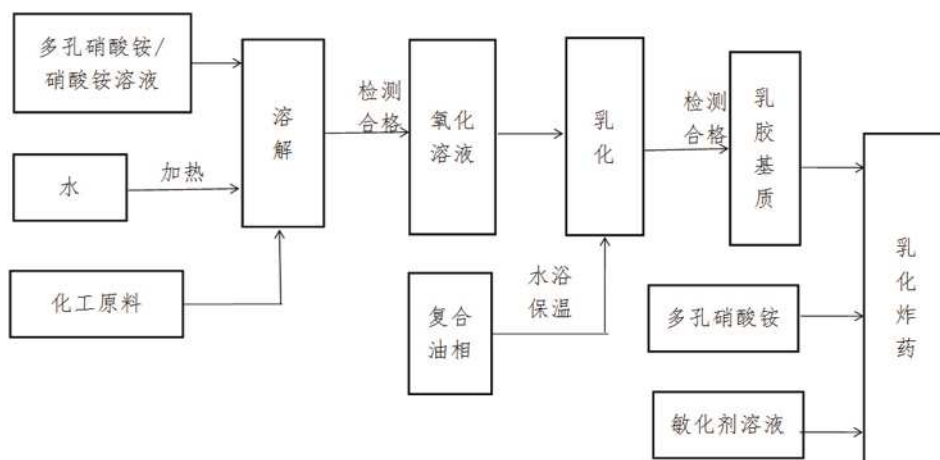 多孔硝酸铵/
硝酸铵溶液
水
加热
化工原料
溶
解
检测
合格
氧化
溶液
复合
油相
水浴
保温
乳
化
检测
合格
乳
胶
基
质
多孔硝酸铵
敏化剂溶液
乳
化
炸
药